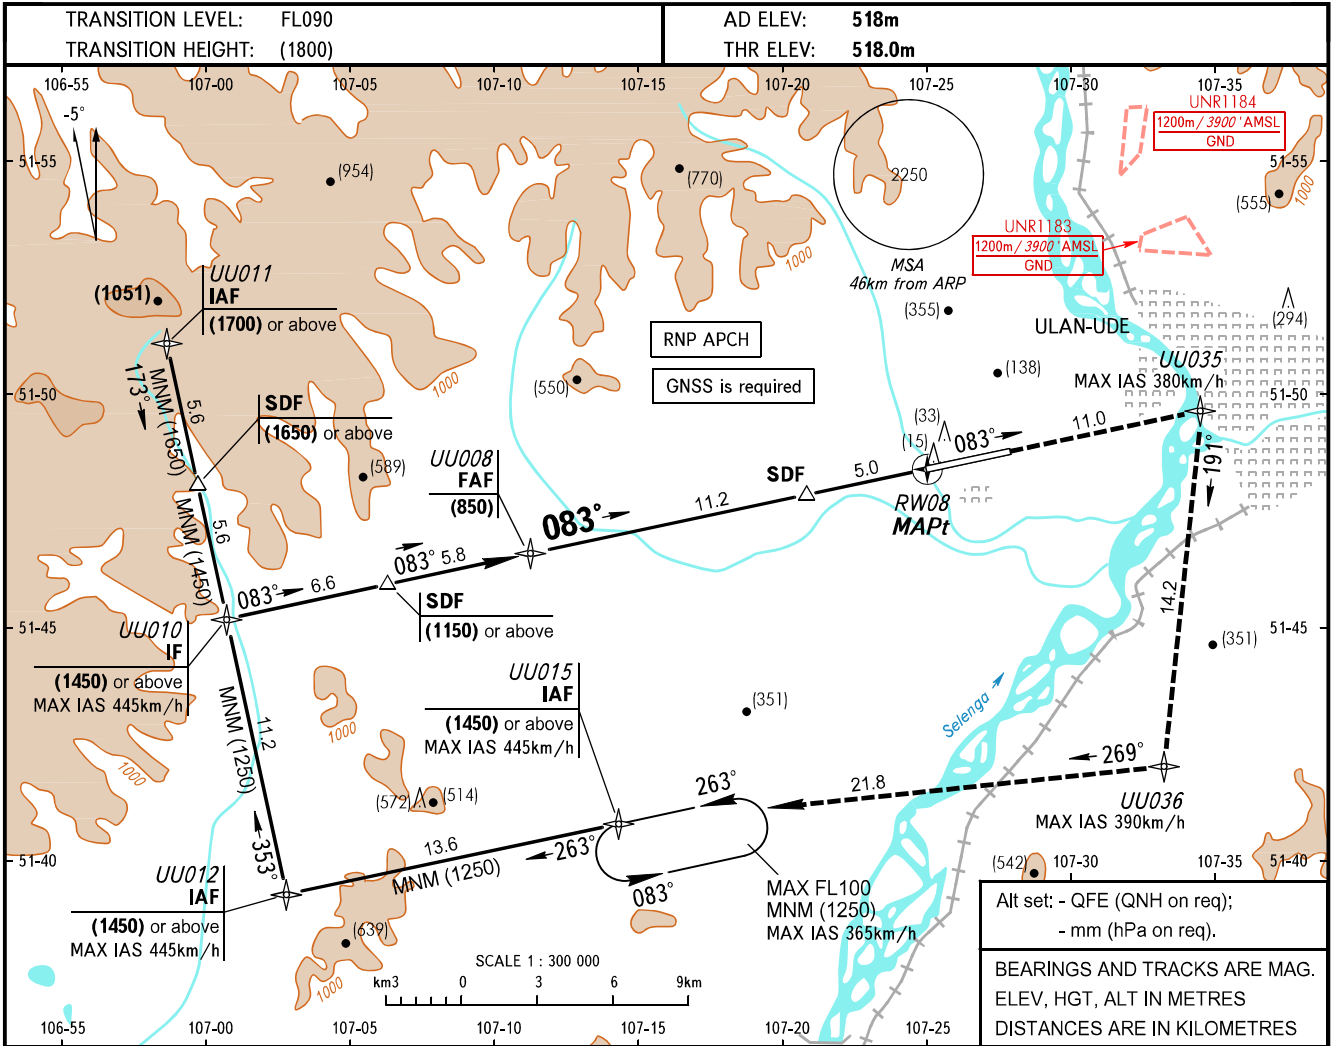 TRANSITION LEVEL: FL090
TRANSITION HEIGHT: (1800)
AD ELEV: 518m
THR ELEV: 518.0m
106-55
107-00
107-05
107-10
107-15
107-20
107-25
107-30
107-35
-5°
51-55
51-55
(954)
(770)
2250
MSA
46km from ARP
UNR1184
1200m / 3900 'AMSL
GND
(555)
1000
UNR1183
1200m / 3900 'AMSL
GND
1000
(1051)
UU011
IAF
(1700) or above
(355)
(294)
ULAN-UDE
RNP APCH
GNSS is required
UU035
MAX IAS 380km/h
(138)
(550)
1000
51-50
51-50
173°
MNM (1650)
5.6
SDF
(1650) or above
(33)
(15)
083°
11.0
191°
(589)
UU008
FAF
(850)
SDF
5.0
11.2
083°
RW08
MAPt
MNM (1450)
5.6
083°
5.8
083°
6.6
SDF
(1150) or above
14.2
51-45
51-45
UU010
IF
(1450) or above
MAX IAS 445km/h
(351)
UU015
IAF
(1450) or above
MAX IAS 445km/h
(351)
Selenga
11.2
MNM (1250)
1000
1000
269°
21.8
263°
UU036
MAX IAS 390km/h
(572)
(514)
353°
13.6
MNM (1250)
263°
083°
51-40
(542)
107-30
107-35
51-40
UU012
IAF
(1450) or above
MAX IAS 445km/h
MAX FL100
MNM (1250)
MAX IAS 365km/h
(639)
1000
Alt set: - QFE (QNH on req);
- mm (hPa on req).
SCALE 1 : 300 000
km3 0 3 6 9km
BEARINGS AND TRACKS ARE MAG.
ELEV, HGT, ALT IN METRES
DISTANCES ARE IN KILOMETRES
106-55
107-00
107-05
107-10
107-15
107-20
107-25